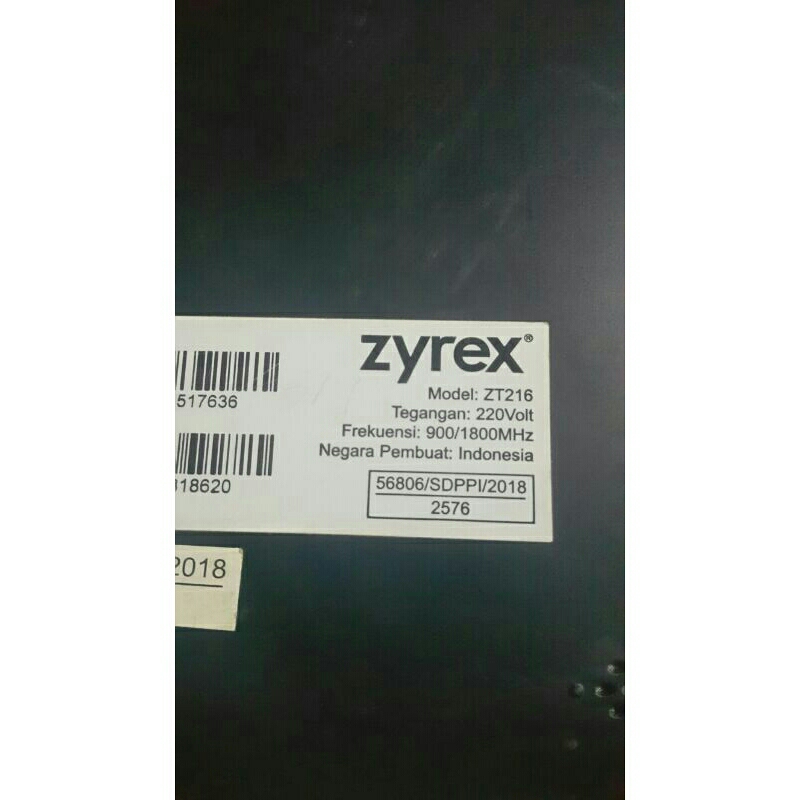 zyrex®
Model: ZT216
Tegangan: 220Volt
Frekuensi: 900/1800MHz
Negara Pembuat: Indonesia
56806/SDPPI/2018
2576
517636
318620
2018